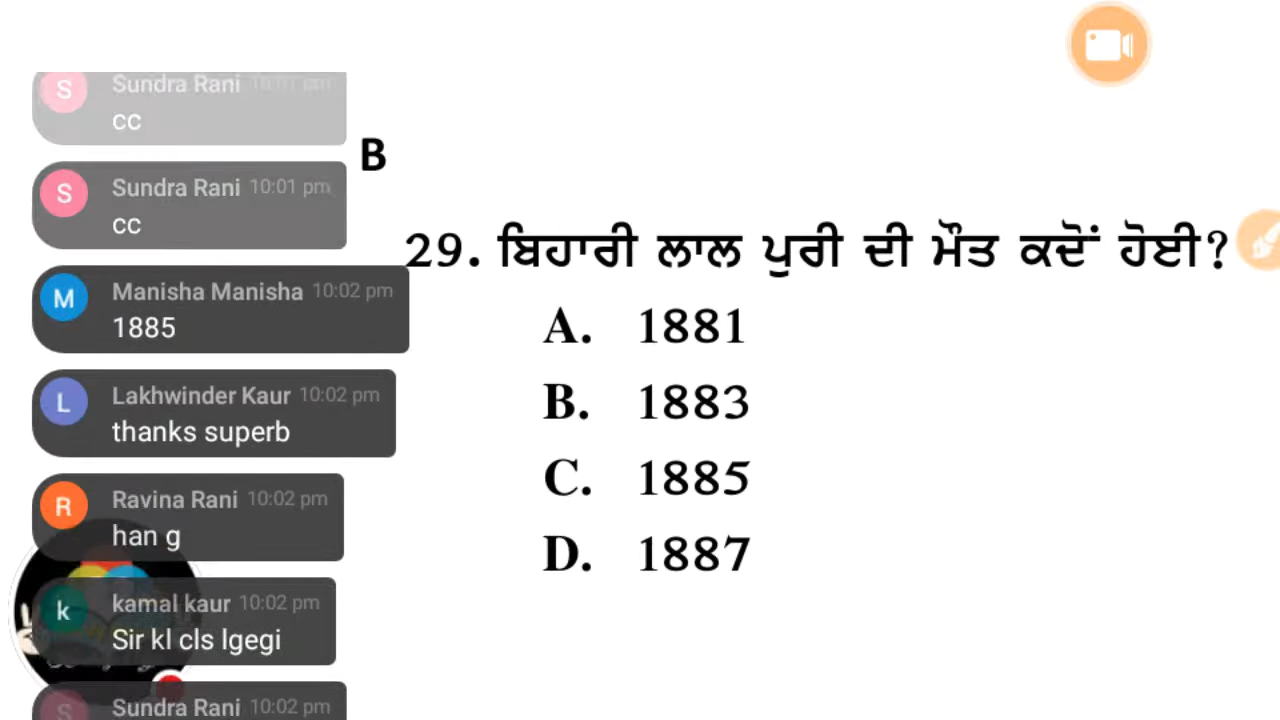 Sundra Rani
cc
B
Sundra Rani 10:01 pm
cc
29. ਬਿਹਾਰੀ ਲਾਲ ਪੁਰੀ ਦੀ ਮੌਤ ਕਦੋਂ ਹੋਈ?
Manisha Manisha 10:02 pm
1885
A. 1881
Lakhwinder Kaur 10:02 pm
thanks superb
B. 1883
C. 1885
Ravina Rani 10:02 pm
han g
D. 1887
kamal kaur 10:02 pm
Sir kl cls lgegi
Sundra Rani 10:02 pm